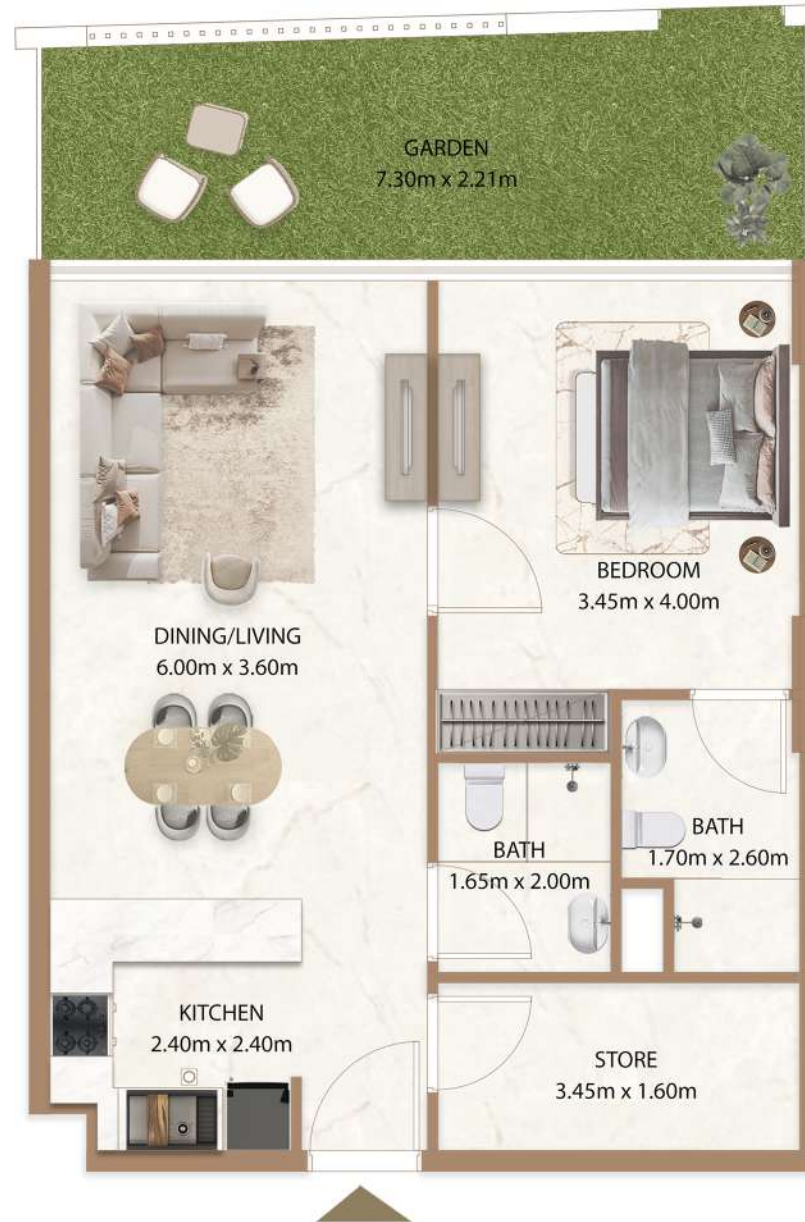 GARDEN
7.30m x 2.21m
BEDROOM
3.45m x 4.00m
DINING/LIVING
6.00m x 3.60m
BATH
1.70m x 2.60m
BATH
1.65m x 2.00m
KITCHEN
2.40m x 2.40m
STORE
3.45m x 1.60m